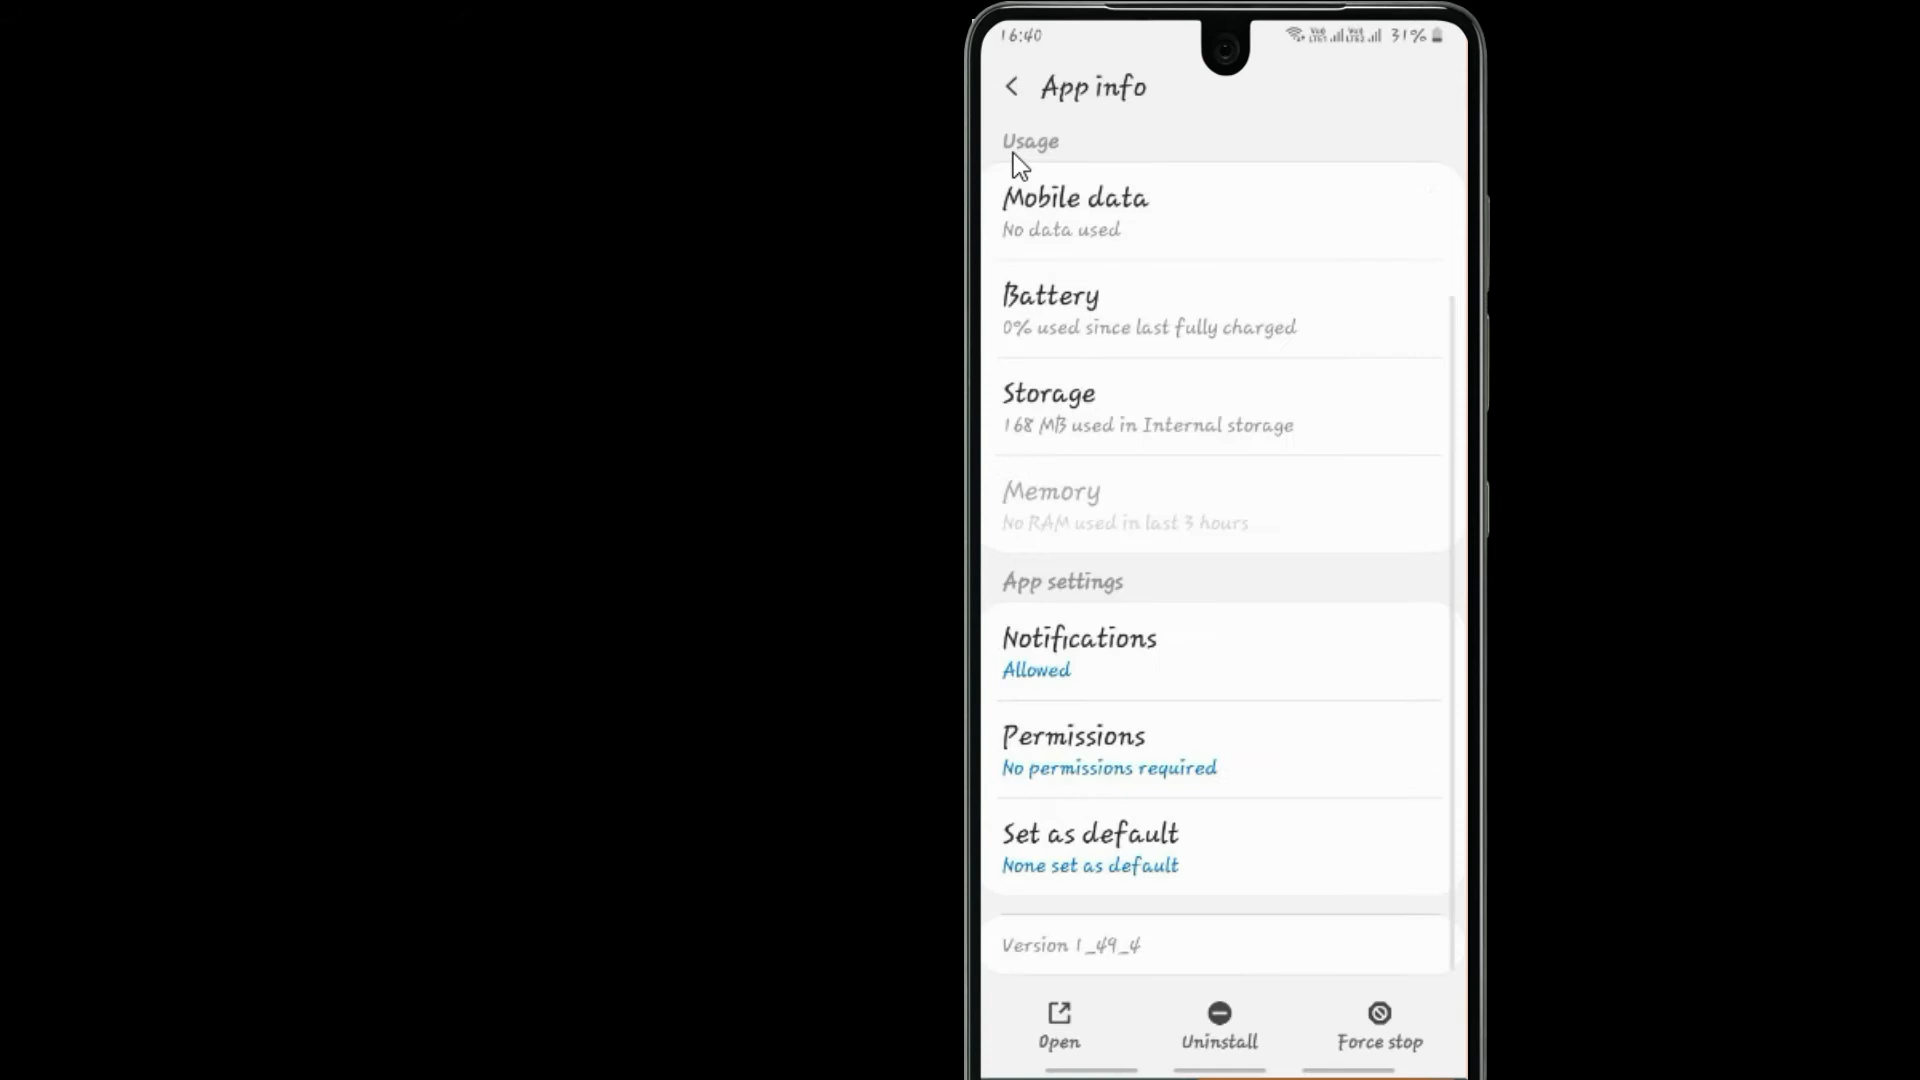 16:40
31%
App info
Usage
Mobile data
No data used
Battery
0% used since last fully charged
Storage
168 MB used in Internal storage
Memory
No RAM used in last 3 hours
App settings
Notifications
Allowed
Permissions
No permissions required
Set as default
None set as default
Version 1_49_4
Open
Uninstall
Force stop